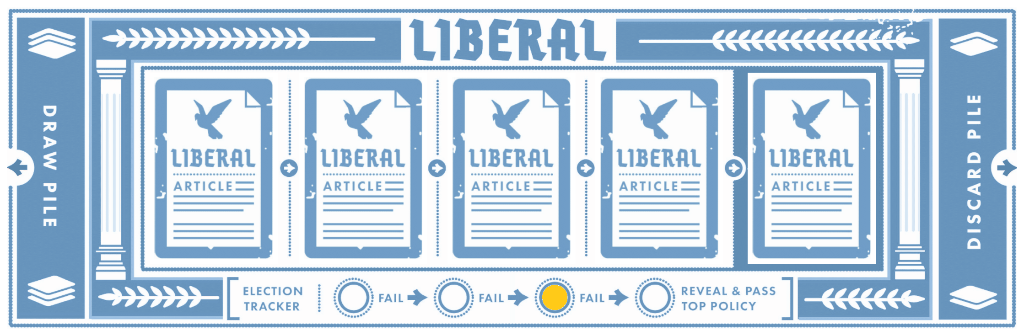 LIBERAL
DRAW PILE
LIBERAL
ARTICLE
LIBERAL
ARTICLE
LIBERAL
ARTICLE
LIBERAL
ARTICLE
LIBERAL
ARTICLE
DISCARD PILE
ELECTION
TRACKER
FAIL
FAIL
FAIL
REVEAL & PASS
TOP POLICY